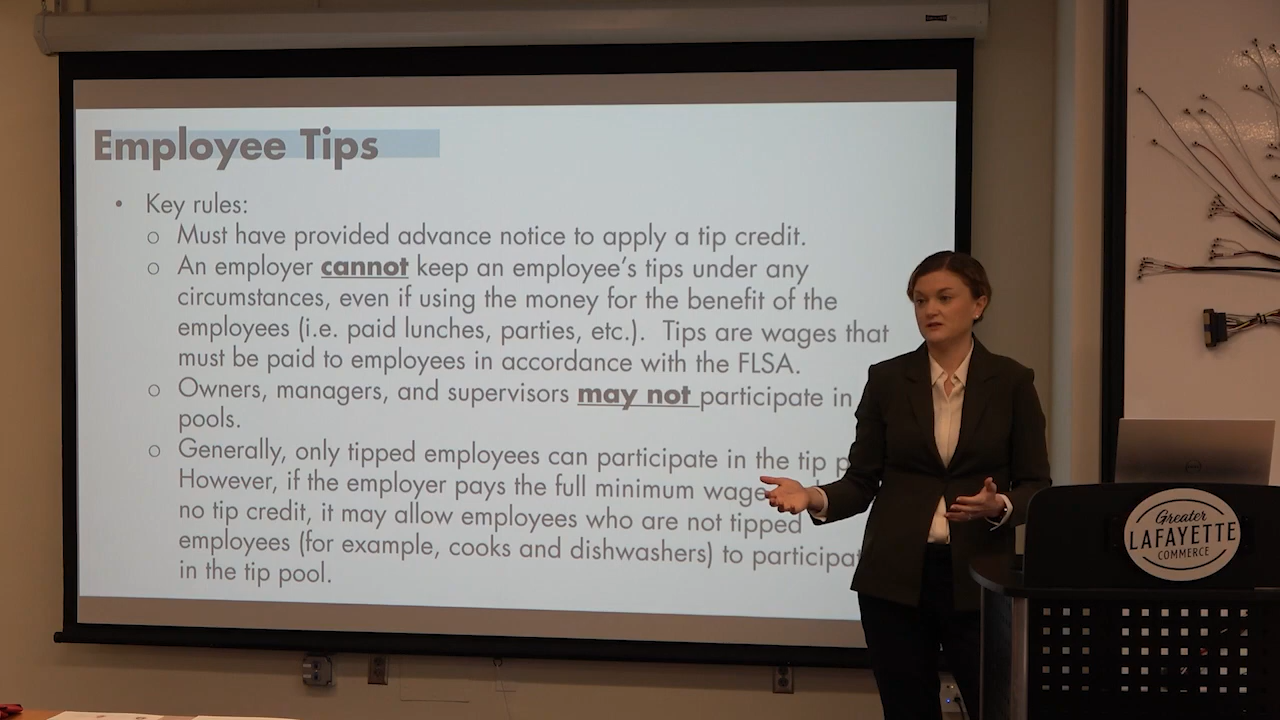 Employee Tips
• Key rules:
o Must have provided advance notice to apply a tip credit.
o An employer cannot keep an employee's tips under any
circumstances, even if using the money for the benefit of the
employees (i.e. paid lunches, parties, etc.). Tips are wages that
must be paid to employees in accordance with the FLSA.
o Owners, managers, and supervisors may not participate in
pools.
o Generally, only tipped employees can participate in the tip
However, if the employer pays the full minimum wage
no tip credit, it may allow employees who are not tipped
employees (for example, cooks and dishwashers) to
in the tip pool.
Greater
LAFAYETTE
COMMERCE